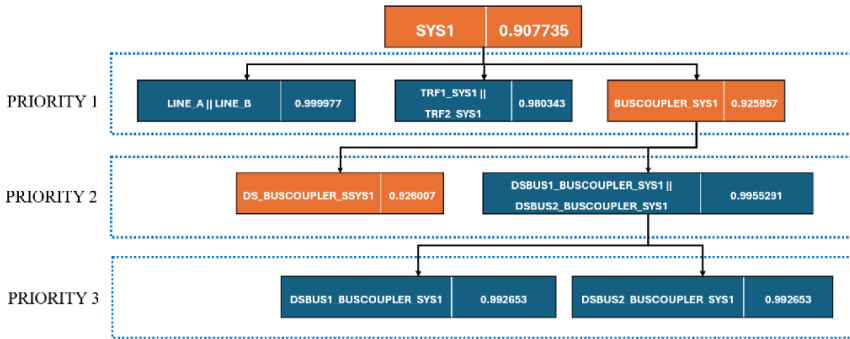 SYS1 0.907735
PRIORITY 1
LINE_A || LINE_B 0.999977
TRF1_SYS1 ||
TRF2_SYS1
0.980343
BUSCOUPLER_SYS1 0.925957
PRIORITY 2
DS_BUSCOUPLER_SSYS1 0.926007
DSBUS1_BUSCOUPLER_SYS1 ||
DSBUS2_BUSCOUPLER_SYS1
0.9955291
PRIORITY 3
DSBUS1_BUSCOUPLER_SYS1 0.992653
DSBUS2_BUSCOUPLER_SYS1 0.992653